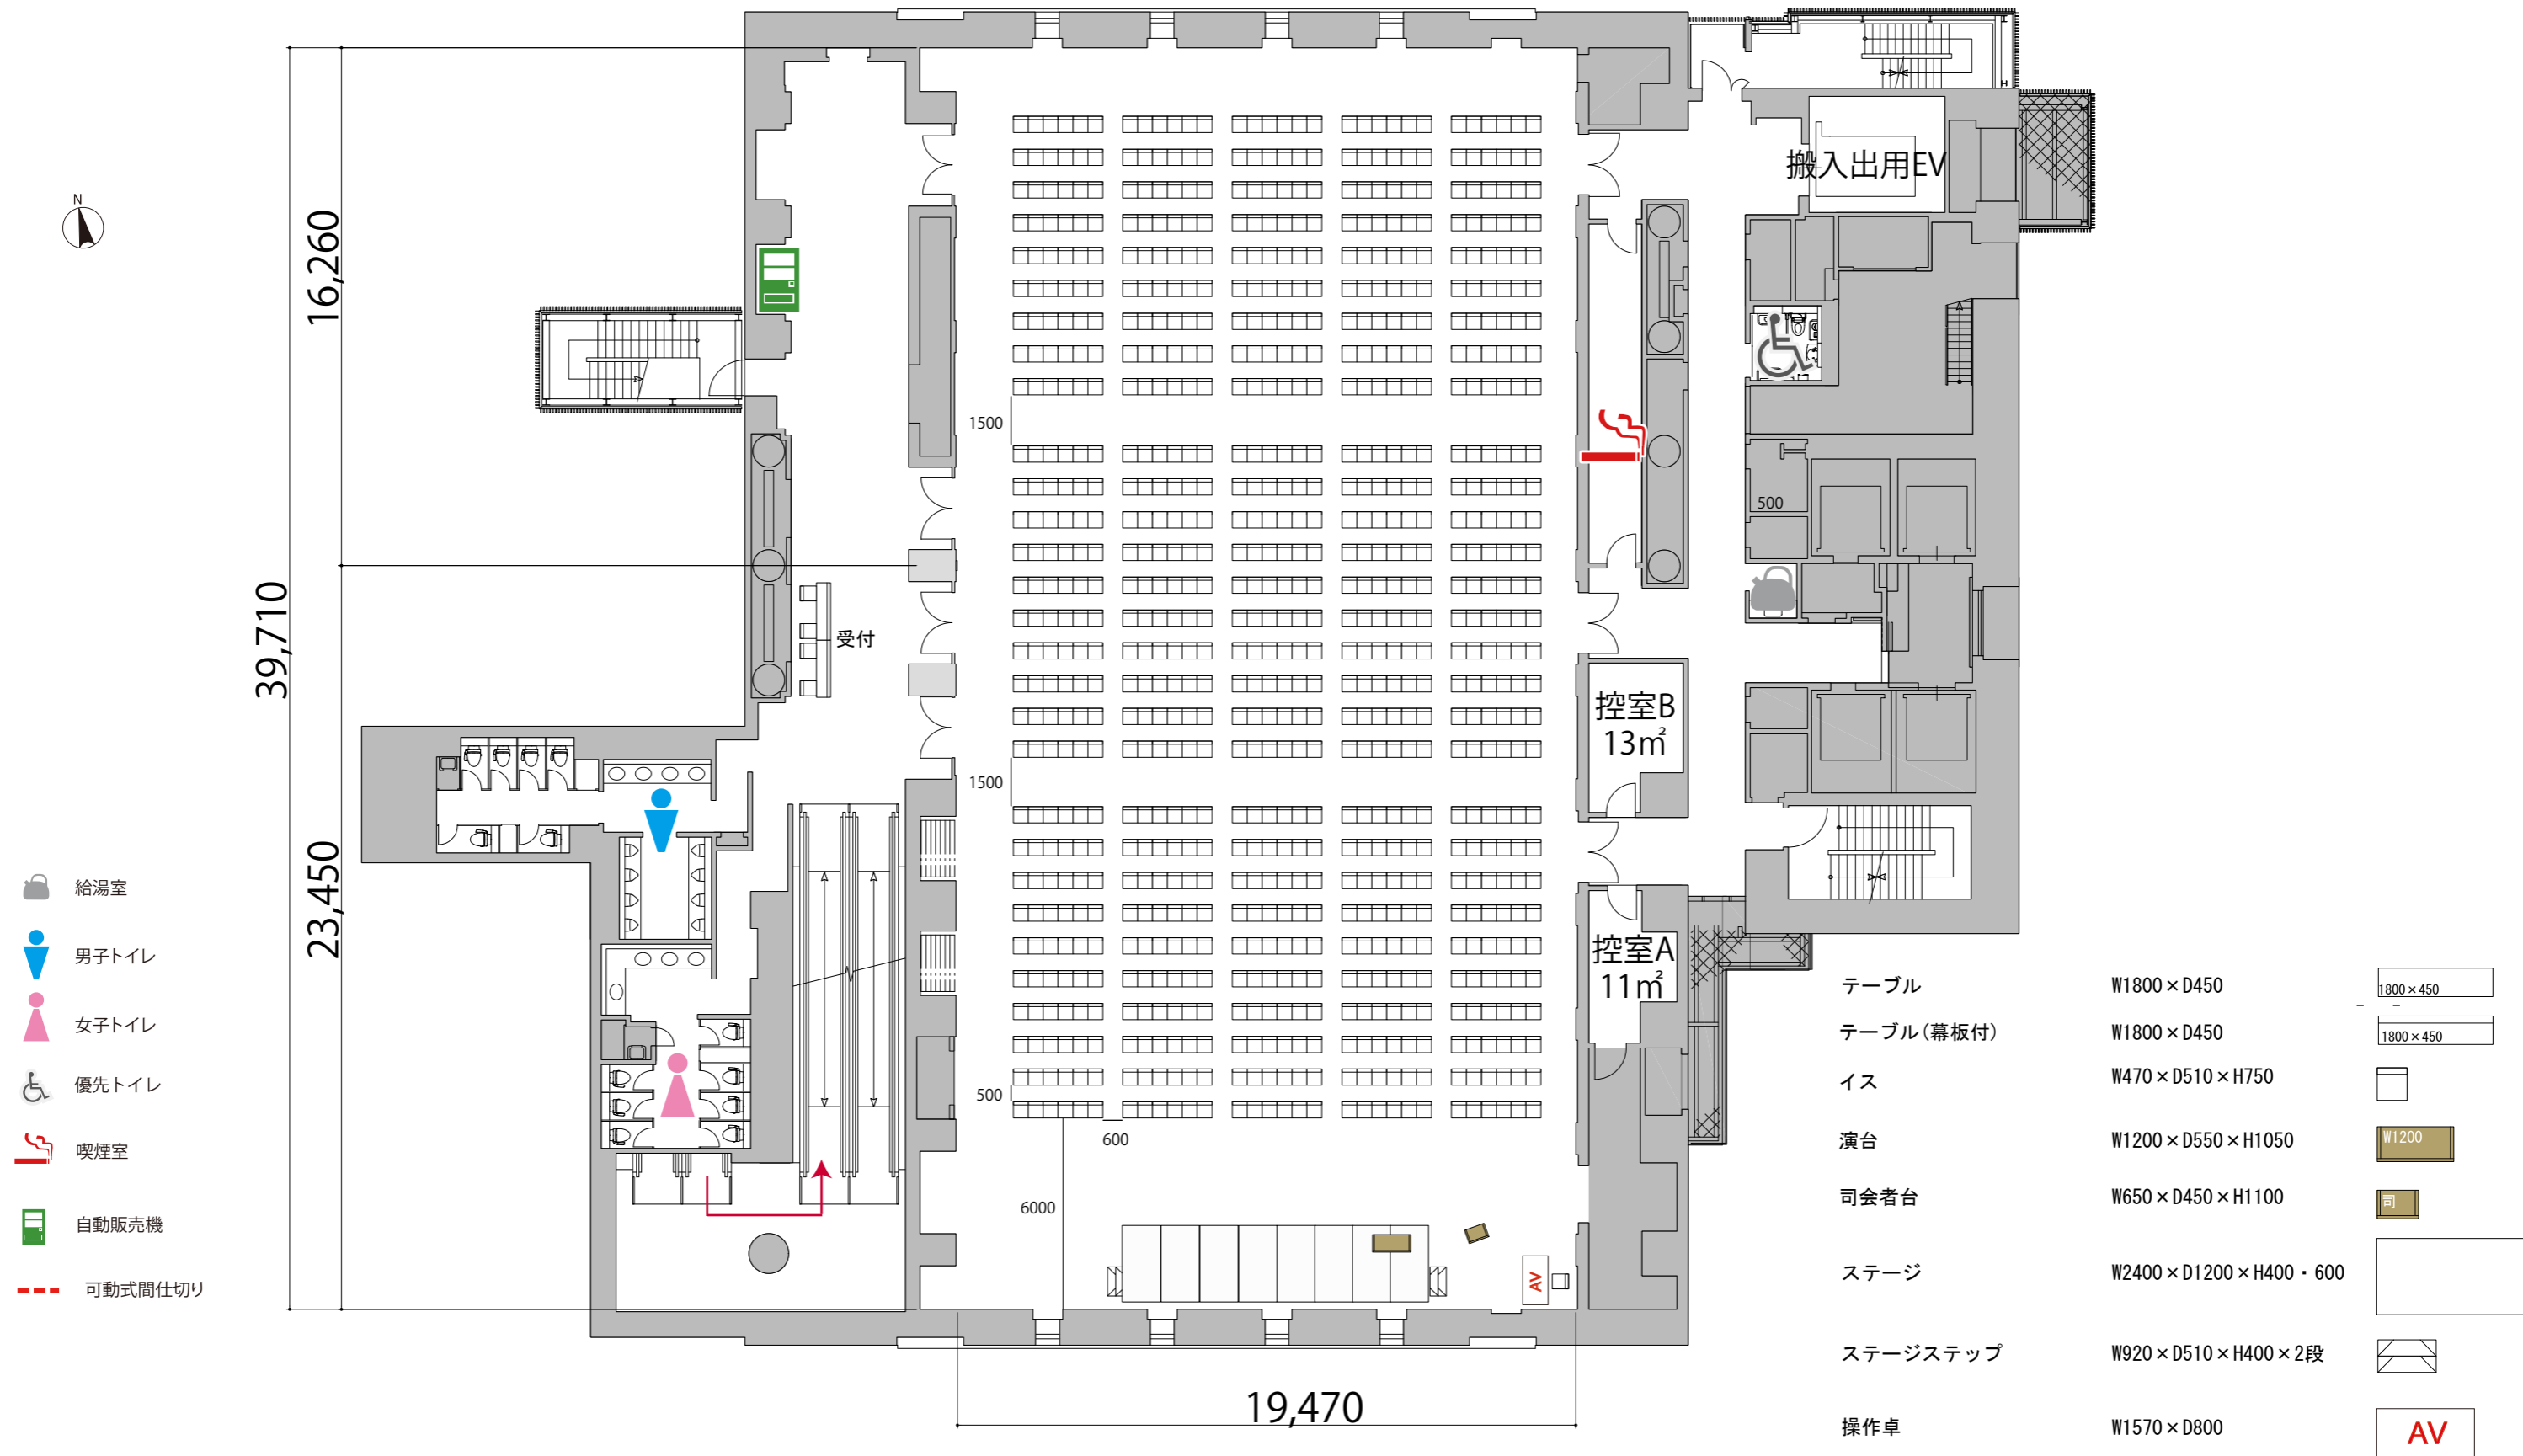 N
16,260
39,710
23,450
19,470
搬入出用EV
1500
500
受付
控室B
13㎡
1500
控室A
11㎡
500
600
6000
AV
給湯室
男子トイレ
女子トイレ
優先トイレ
喫煙室
自動販売機
可動式間仕切り
テーブル W1800×D450 1800×450
テーブル(幕板付) W1800×D450 1800×450
イス W470×D510×H750
演台 W1200×D550×H1050 W1200
司会者台 W650×D450×H1100 司
ステージ W2400×D1200×H400・600
ステージステップ W920×D510×H400×2段
操作卓 W1570×D800 AV